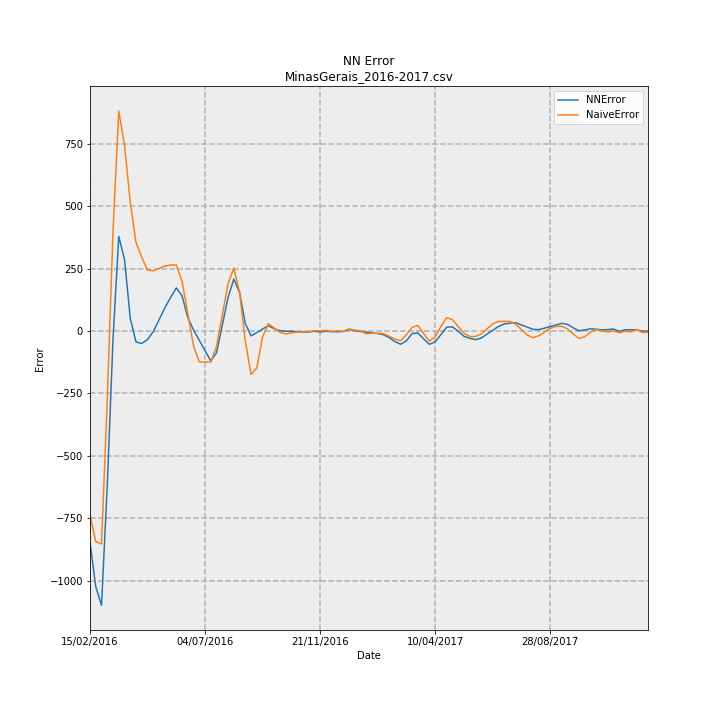 NN Error
MinasGerais_2016-2017.csv
NNError
NaiveError
750
500
250
0
−250
−500
−750
−1000
Error
15/02/2016 04/07/2016 21/11/2016 10/04/2017 28/08/2017
Date